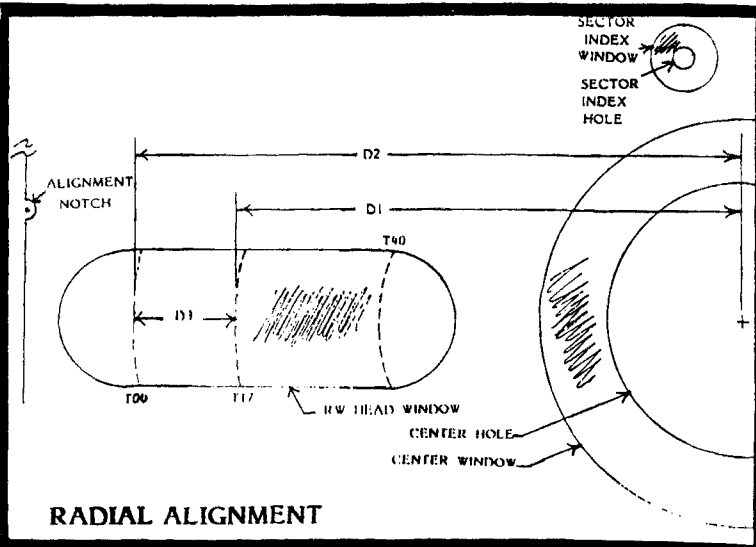 SECTOR
INDEX
WINDOW
SECTOR
INDEX
HOLE
D2
ALIGNMENT
NOTCH
D1
T40
D3
T00
T17
RW HEAD WINDOW
CENTER HOLE
CENTER WINDOW
RADIAL ALIGNMENT